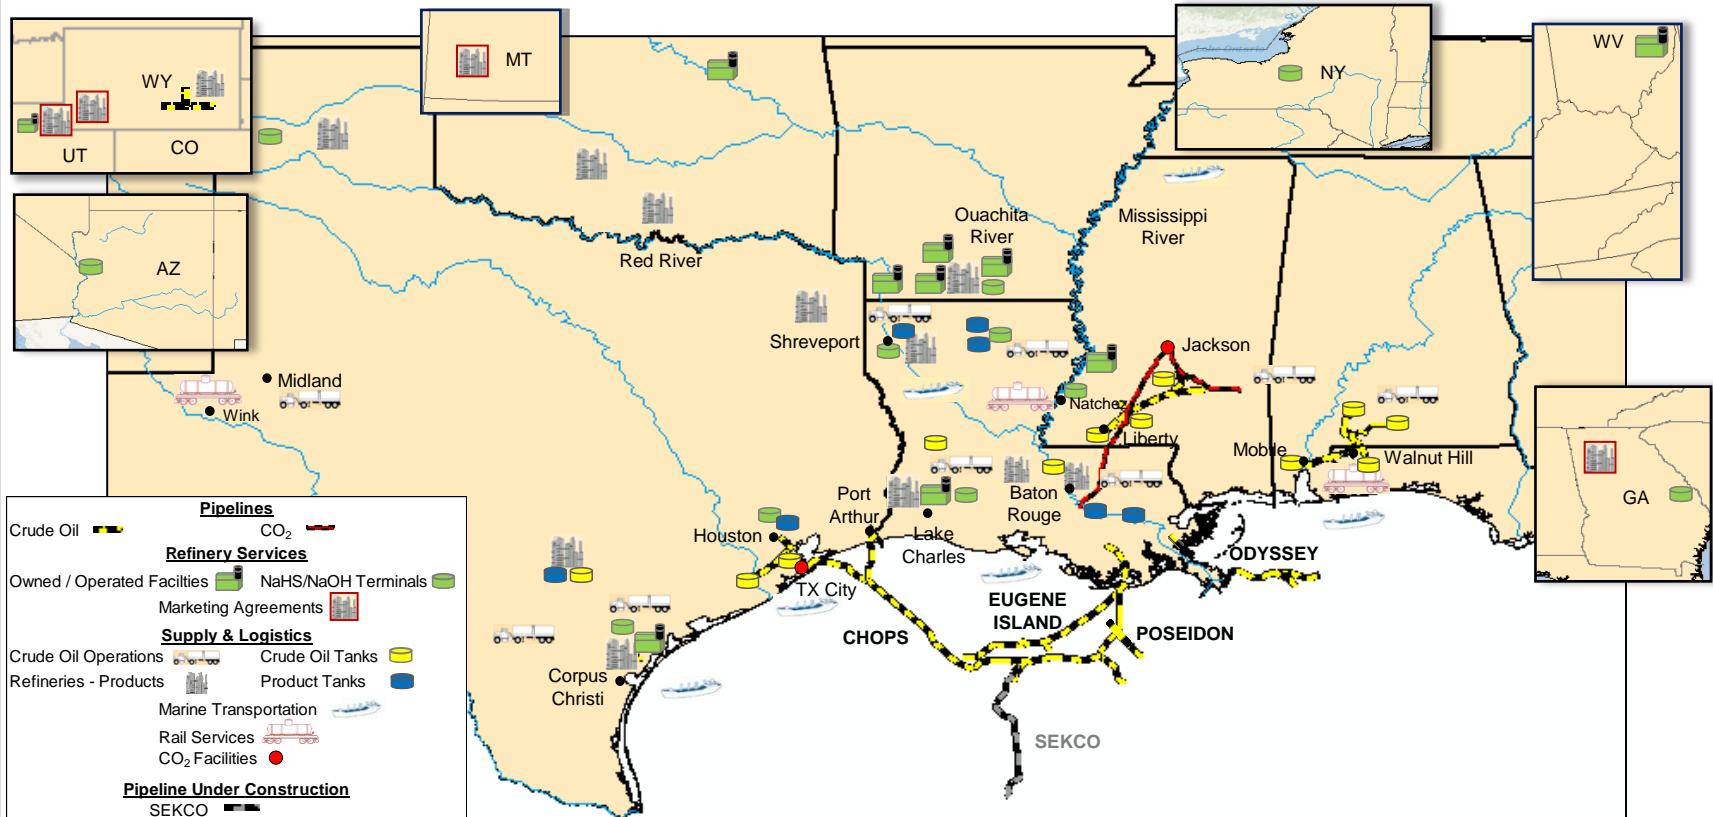 WY
UT
CO
MT
Lake Ontario
NY
WV
AZ
Ouachita
River
Mississippi
River
Red River
Shreveport
Jackson
Midland
Wink
Natchez
Liberty
Mobile
Walnut Hill
GA
Port
Arthur
Baton
Rouge
Houston
Lake
Charles
TX City
ODYSSEY
EUGENE
ISLAND
CHOPS
POSEIDON
Corpus
Christi
SEKCO
Pipelines
Crude Oil
CO2
Refinery Services
Owned / Operated Facilties
NaHS/NaOH Terminals
Marketing Agreements
Supply & Logistics
Crude Oil Operations
Crude Oil Tanks
Refineries - Products
Product Tanks
Marine Transportation
Rail Services
CO2 Facilities
Pipeline Under Construction
SEKCO